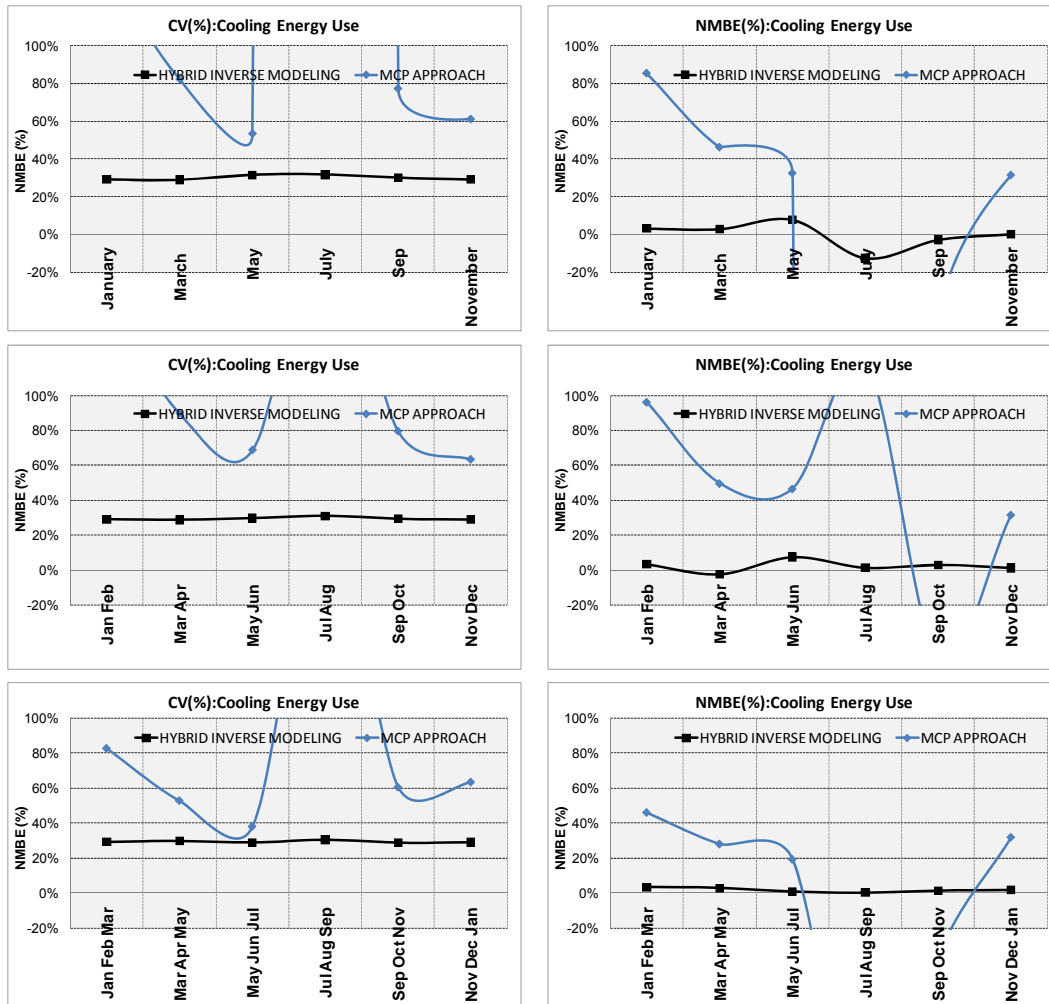 CV(%):Cooling Energy Use
100%
80%
60%
40%
20%
0%
-20%
NMBE (%)
HYBRID INVERSE MODELING
MCP APPROACH
January
March
May
July
Sep
November
NMBE(%):Cooling Energy Use
100%
80%
60%
40%
20%
0%
-20%
NMBE (%)
HYBRID INVERSE MODELING
MCP APPROACH
January
March
May
July
Sep
November
CV(%):Cooling Energy Use
100%
80%
60%
40%
20%
0%
-20%
NMBE (%)
HYBRID INVERSE MODELING
MCP APPROACH
Jan Feb
Mar Apr
May Jun
Jul Aug
Sep Oct
Nov Dec
NMBE(%):Cooling Energy Use
100%
80%
60%
40%
20%
0%
-20%
NMBE (%)
HYBRID INVERSE MODELING
MCP APPROACH
Jan Feb
Mar Apr
May Jun
Jul Aug
Sep Oct
Nov Dec
CV(%):Cooling Energy Use
100%
80%
60%
40%
20%
0%
-20%
NMBE (%)
HYBRID INVERSE MODELING
MCP APPROACH
Jan Feb Mar
Mar Apr May
May Jun Jul
Jul Aug Sep
Sep Oct Nov
Nov Dec Jan
NMBE(%):Cooling Energy Use
100%
80%
60%
40%
20%
0%
-20%
NMBE (%)
HYBRID INVERSE MODELING
MCP APPROACH
Jan Feb Mar
Mar Apr May
May Jun Jul
Jul Aug Sep
Sep Oct Nov
Nov Dec Jan